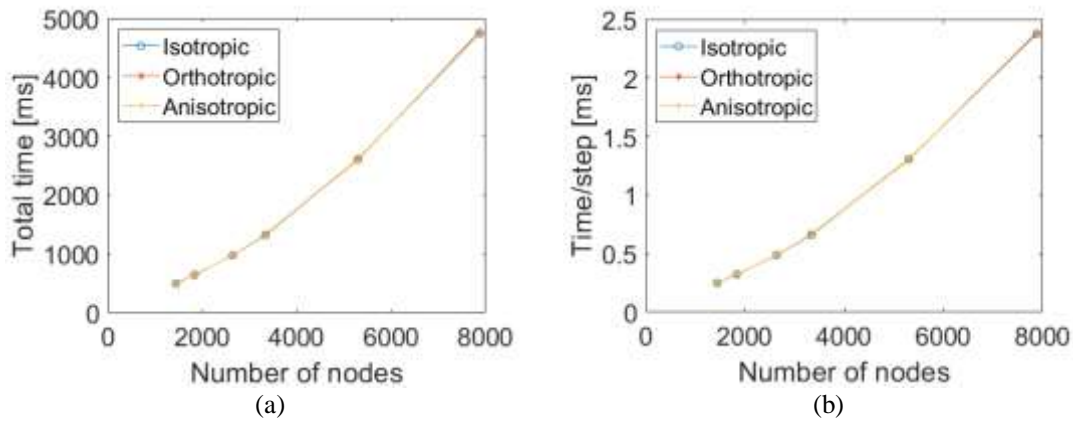 Total time [ms]
5000
4000
3000
2000
1000
0
Isotropic
Orthotropic
Anisotropic
0 2000 4000 6000 8000
Number of nodes
(a)
Time/step [ms]
2.5
2
1.5
1
0.5
0
Isotropic
Orthotropic
Anisotropic
0 2000 4000 6000 8000
Number of nodes
(b)